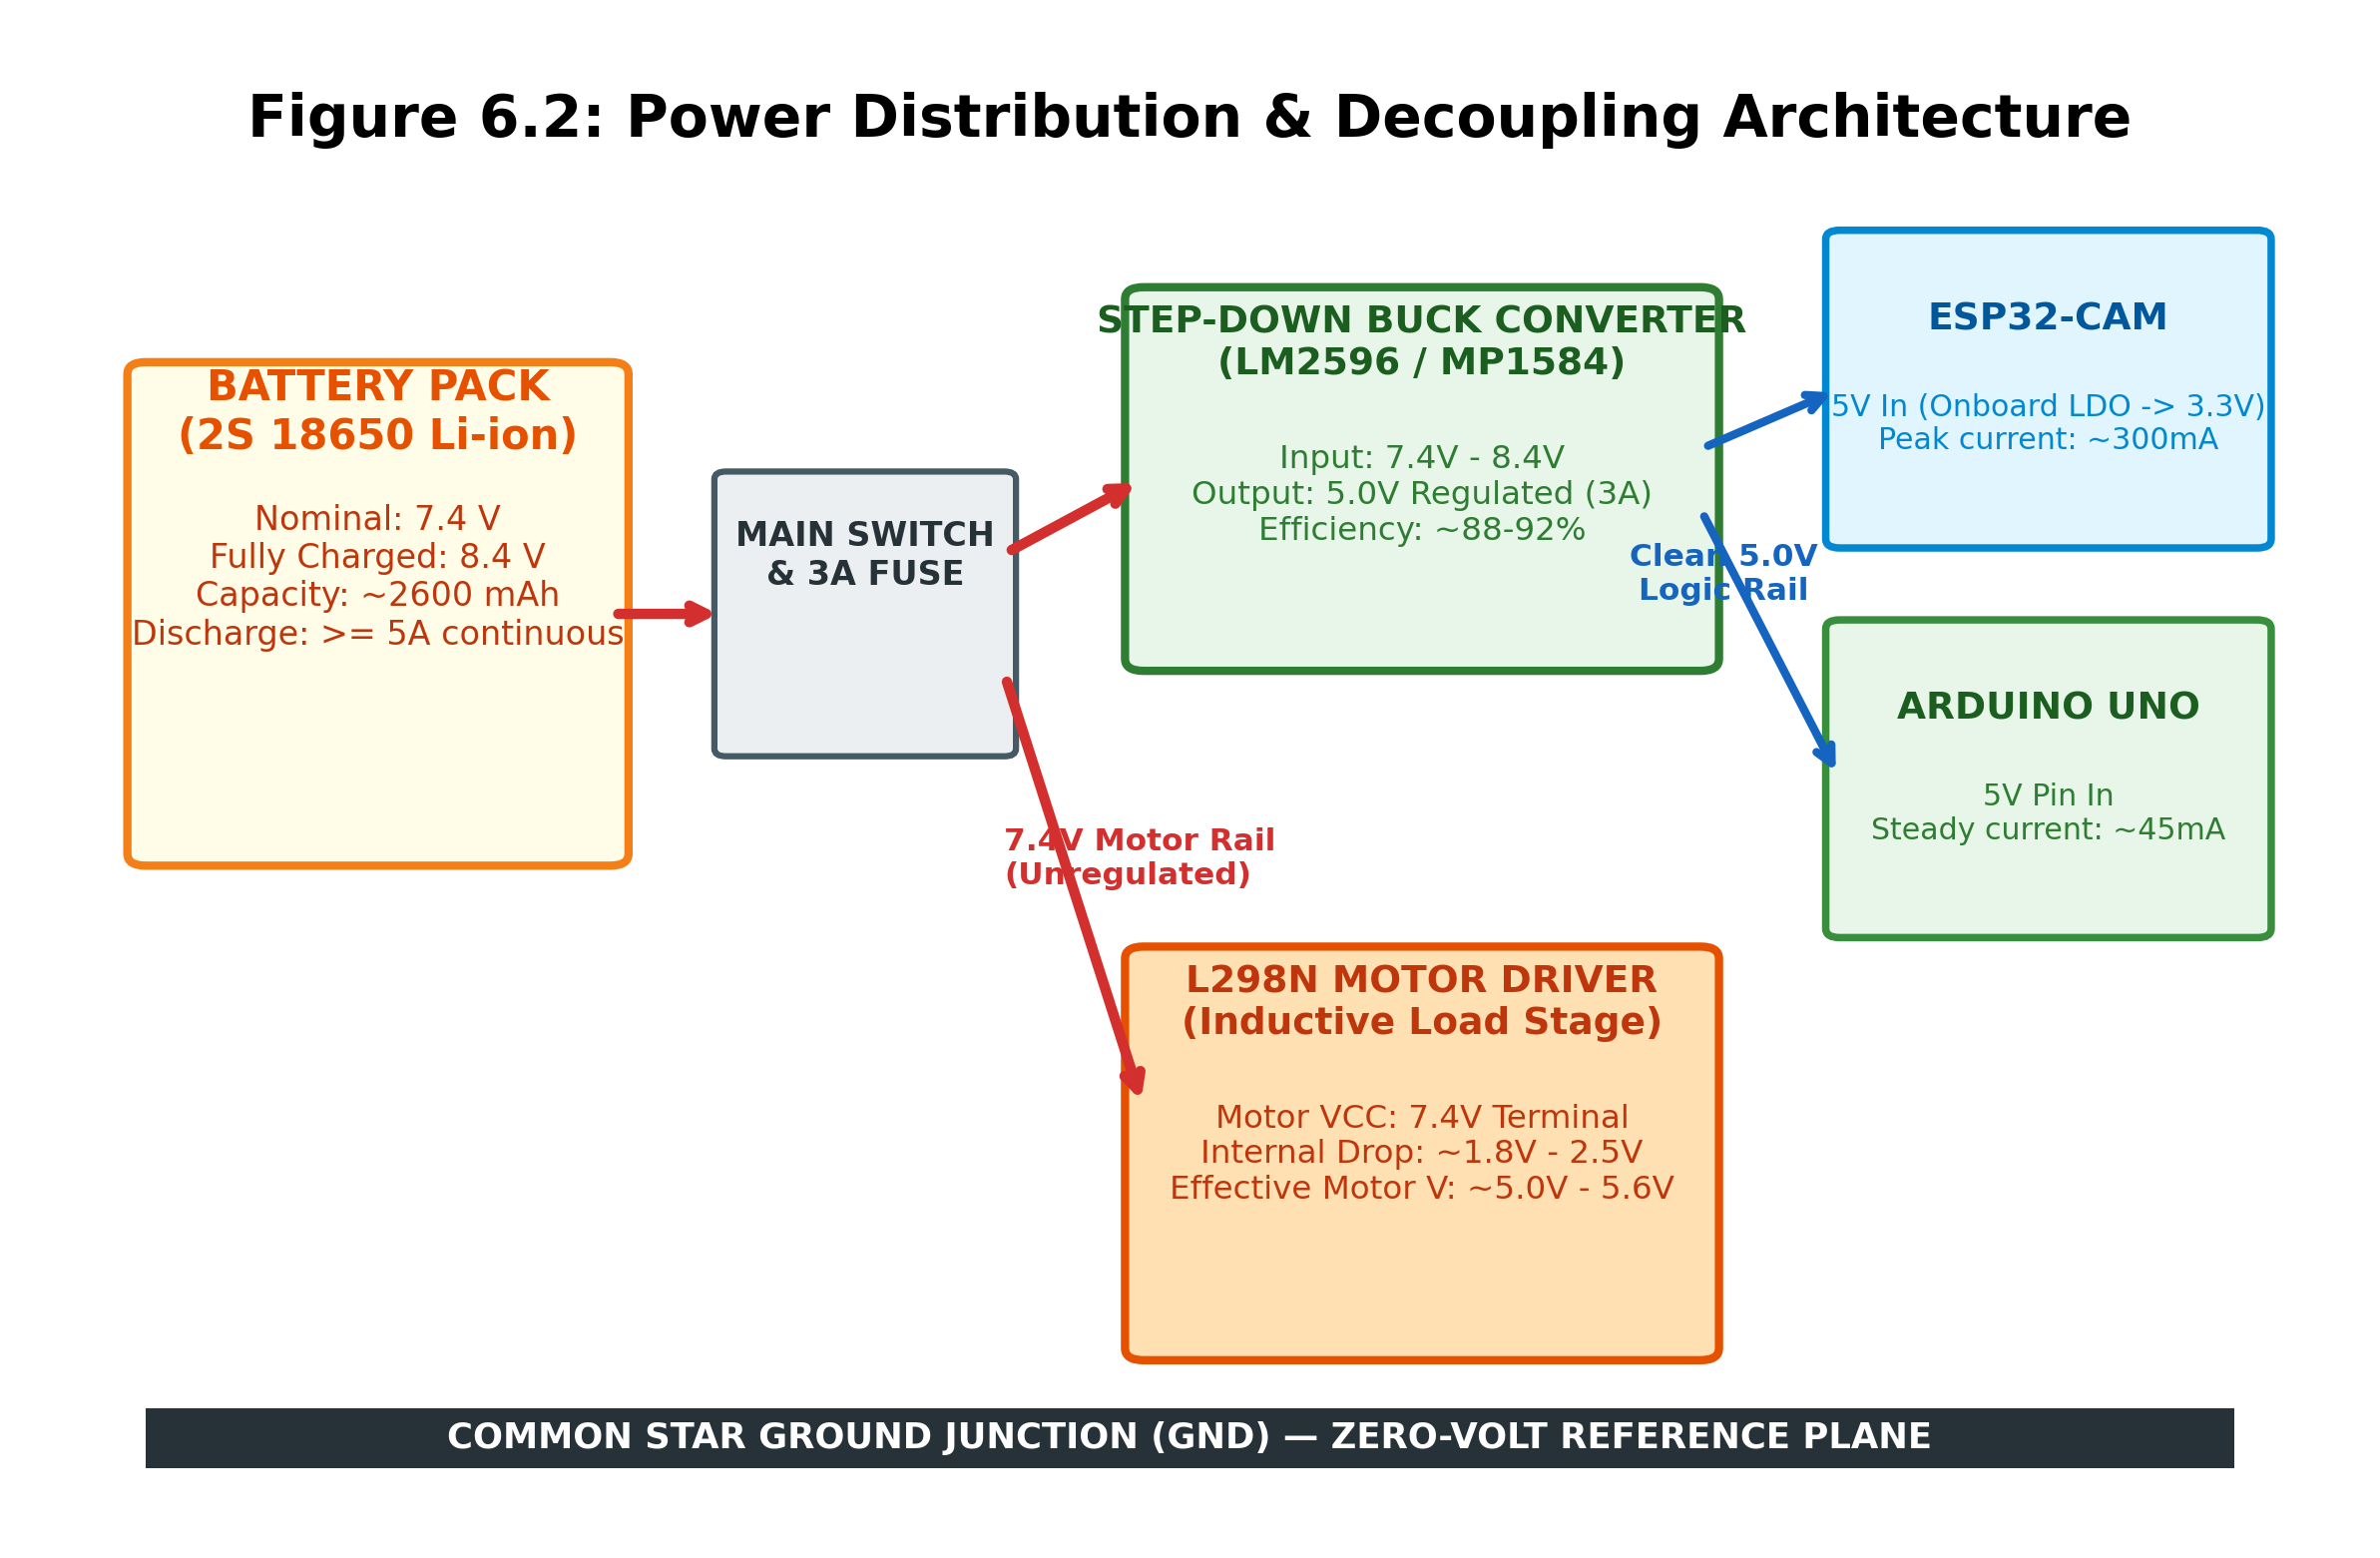 Figure 6.2: Power Distribution & Decoupling Architecture
BATTERY PACK
(2S 18650 Li-ion)
Nominal: 7.4 V
Fully Charged: 8.4 V
Capacity: ~2600 mAh
Discharge: >= 5A continuous
MAIN SWITCH
& 3A FUSE
STEP-DOWN BUCK CONVERTER
(LM2596 / MP1584)
Input: 7.4V - 8.4V
Output: 5.0V Regulated (3A)
Efficiency: ~88-92%
Clean 5.0V
Logic Rail
ESP32-CAM
5V In (Onboard LDO -> 3.3V)
Peak current: ~300mA
ARDUINO UNO
5V Pin In
Steady current: ~45mA
7.4V Motor Rail
(Unregulated)
L298N MOTOR DRIVER
(Inductive Load Stage)
Motor VCC: 7.4V Terminal
Internal Drop: ~1.8V - 2.5V
Effective Motor V: ~5.0V - 5.6V
COMMON STAR GROUND JUNCTION (GND) — ZERO-VOLT REFERENCE PLANE